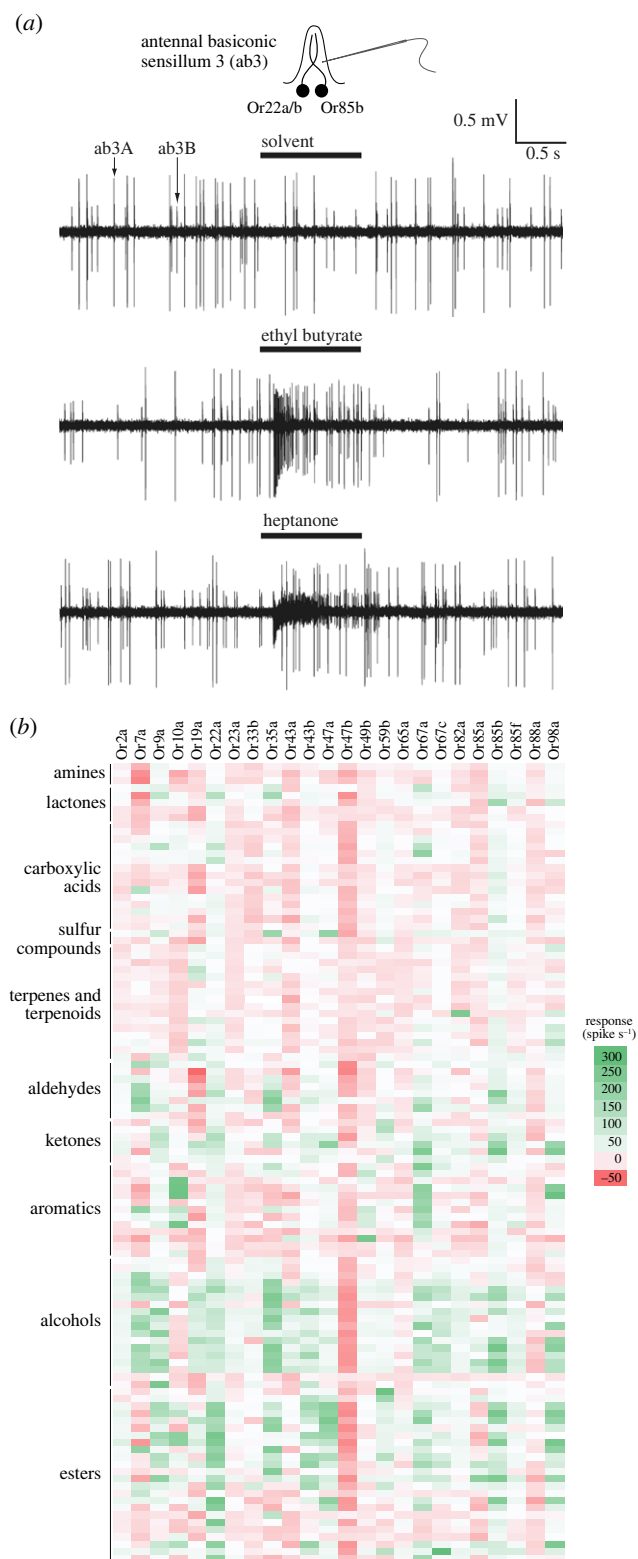 (a)
antennal basiconic
sensillum 3 (ab3)
Or22a/b Or85b
0.5 mV
0.5 s
ab3A ab3B solvent
ethyl butyrate
heptanone
(b)
Or2a Or7a Or9a Or10a Or19a Or22a Or23a Or33b Or35a Or43a Or43b Or47a Or47b Or49b Or59b Or65a Or67a Or67c Or82a Or85a Or85b Or85f Or88a Or98a
amines
lactones
carboxylic
acids
sulfur
compounds
terpenes and
terpenoids
aldehydes
ketones
aromatics
alcohols
esters
response
(spike s⁻¹)
300
250
200
150
100
50
0
−50